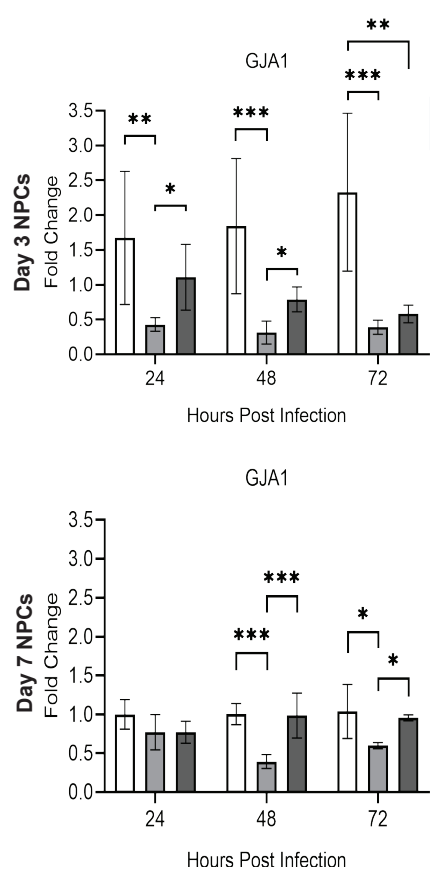 GJA1
**
***
***
**
*
*
3.5
3.0
2.5
2.0
1.5
1.0
0.5
0.0
Day 3 NPCs
Fold Change
24 48 72
Hours Post Infection
GJA1
***
***
*
*
3.5
3.0
2.5
2.0
1.5
1.0
0.5
0.0
Day 7 NPCs
Fold Change
24 48 72
Hours Post Infection